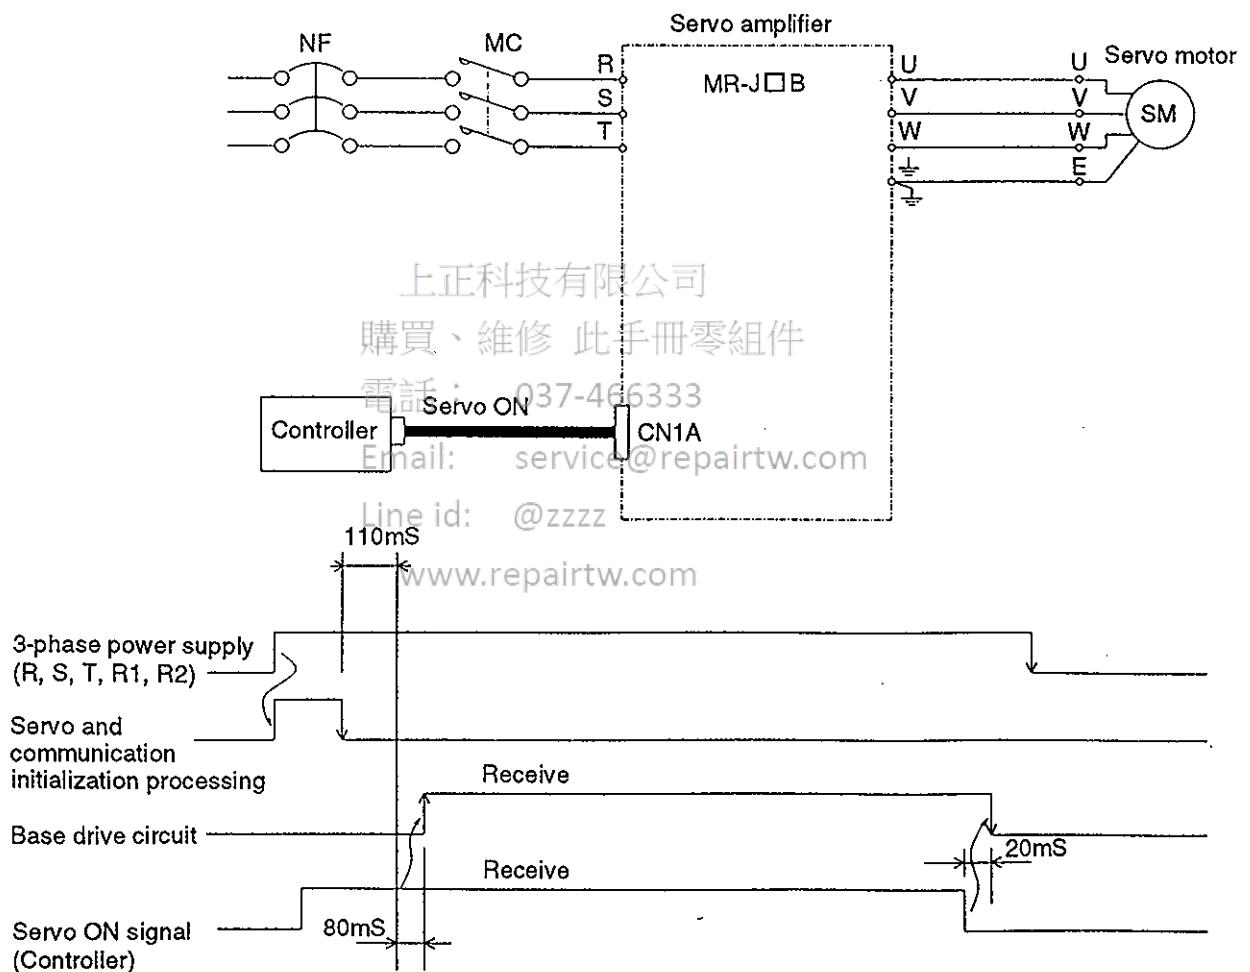 Servo amplifier
NF
MC
R
S
T
MR-J□B
U
V
W
U
V
W
E
Servo motor
SM
上正科技有限公司
購買、維修 此手冊零組件
電話： 037-466333
Servo ON
Controller
CN1A
Email: service@repairtw.com
Line id: @zzzz
110mS
www.repairtw.com
3-phase power supply
(R, S, T, R1, R2)
Servo and
communication
initialization processing
Receive
Base drive circuit
20mS
Receive
80mS
Servo ON signal
(Controller)